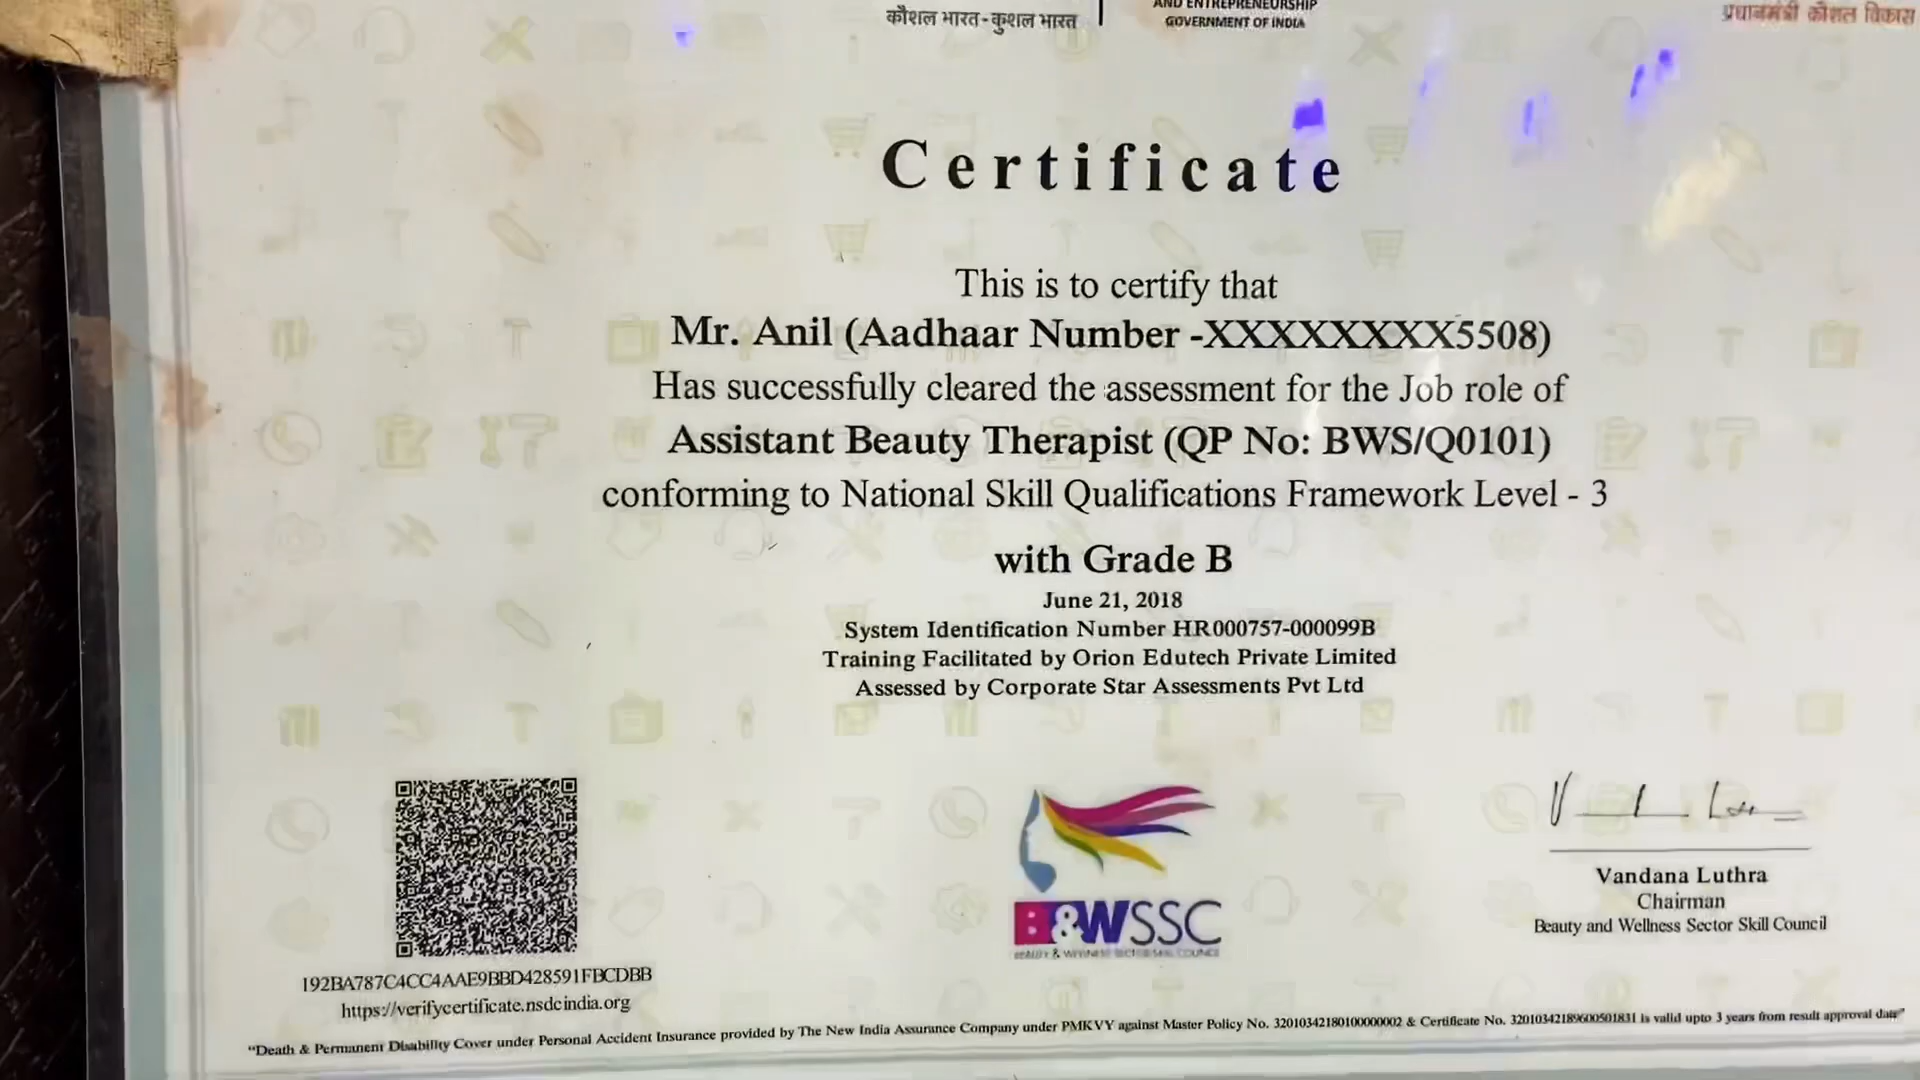 कौशल भारत-कुशल भारत
AND ENTREPRENEURSHIP
GOVERNMENT OF INDIA
प्रधानमंत्री कौशल विकास
Certificate
This is to certify that
Mr. Anil (Aadhaar Number -XXXXXXXX5508)
Has successfully cleared the assessment for the Job role of
Assistant Beauty Therapist (QP No: BWS/Q0101)
conforming to National Skill Qualifications Framework Level - 3
with Grade B
June 21, 2018
System Identification Number HR000757-000099B
Training Facilitated by Orion Edutech Private Limited
Assessed by Corporate Star Assessments Pvt Ltd
B&WSSC
BEAUTY & WELLNESS SECTOR SKILL COUNCIL
Vandana Luthra
Chairman
Beauty and Wellness Sector Skill Council
192BA787C4CC4AAE9BBD428591FBCDBB
https://verifycertificate.nsdcindia.org
"Death & Permanent Disability Cover under Personal Accident Insurance provided by The New India Assurance Company under PMKVY against Master Policy No. 32010342180100000002 & Certificate No. 32010342189600501831 is valid upto 3 years from result approval date"